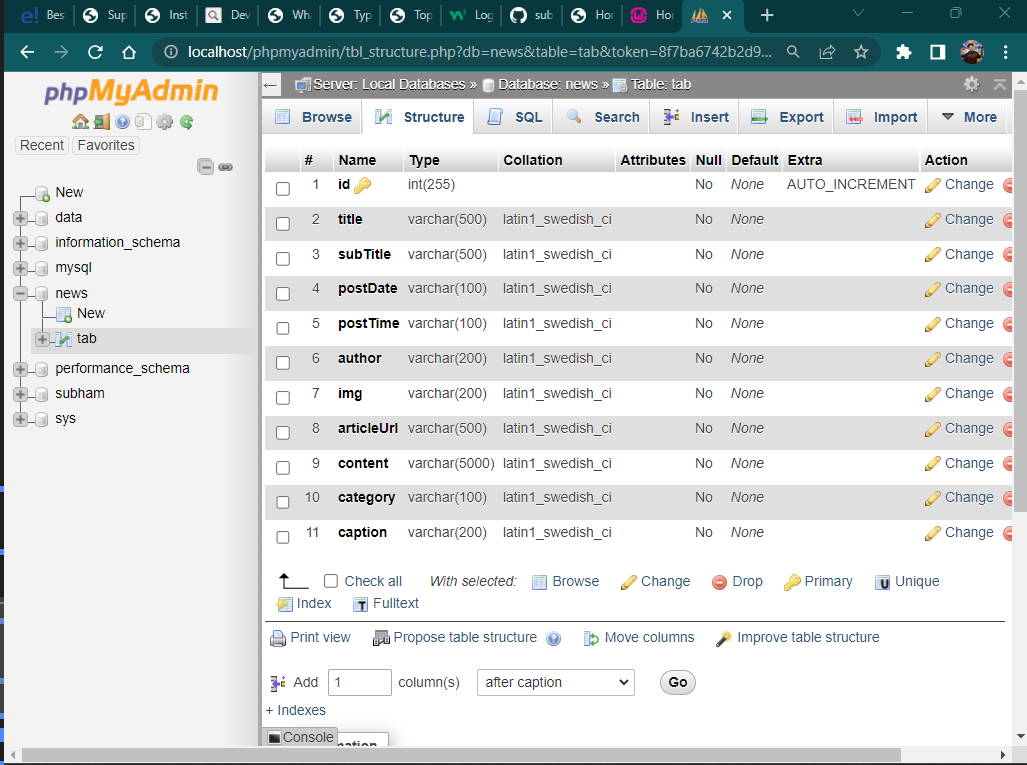 Bes Sup Inst Dev Wh Typ Top Log sub Hor Ho
localhost/phpmyadmin/tbl_structure.php?db=news&table=tab&token=8f7ba6742b2d9...
phpMyAdmin
Recent Favorites
New
data
information_schema
mysql
news
New
tab
performance_schema
subham
sys
Server: Local Databases » Database: news » Table: tab
Browse Structure SQL Search Insert Export Import More
# Name Type Collation Attributes Null Default Extra Action
1 id int(255) No None AUTO_INCREMENT Change
2 title varchar(500) latin1_swedish_ci No None Change
3 subTitle varchar(500) latin1_swedish_ci No None Change
4 postDate varchar(100) latin1_swedish_ci No None Change
5 postTime varchar(100) latin1_swedish_ci No None Change
6 author varchar(200) latin1_swedish_ci No None Change
7 img varchar(200) latin1_swedish_ci No None Change
8 articleUrl varchar(500) latin1_swedish_ci No None Change
9 content varchar(5000) latin1_swedish_ci No None Change
10 category varchar(100) latin1_swedish_ci No None Change
11 caption varchar(200) latin1_swedish_ci No None Change
Check all With selected: Browse Change Drop Primary Unique
Index Fulltext
Print view Propose table structure Move columns Improve table structure
Add 1 column(s) after caption Go
+ Indexes
Console